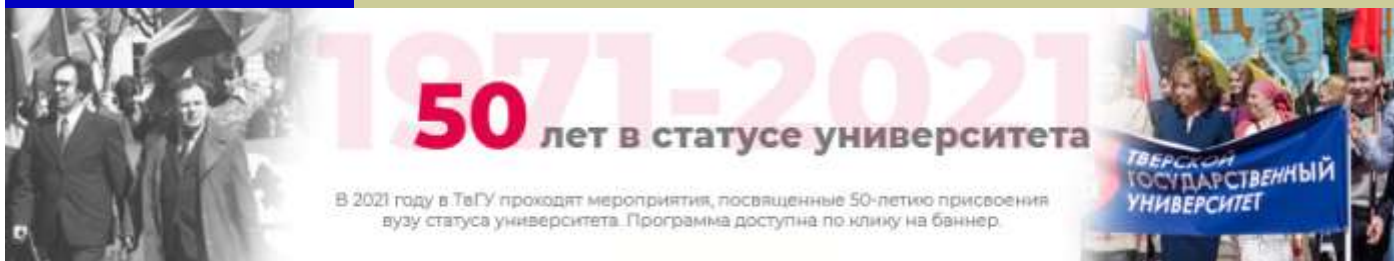 1971-2021
50 лет в статусе университета
В 2021 году в ТвГУ проходят мероприятия, посвященные 50-летию присвоения
вузу статуса университета. Программа доступна по клику на баннер.
Ц
З
ТВЕРСКОЙ
ГОСУДАРСТВЕННЫЙ
УНИВЕРСИТЕТ